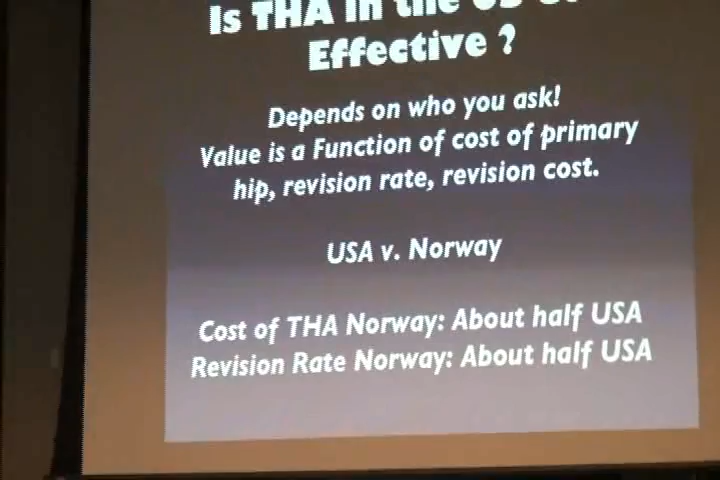 Is THA in the US
Effective ?
Depends on who you ask!
Value is a Function of cost of primary
hip, revision rate, revision cost.
USA v. Norway
Cost of THA Norway: About half USA
Revision Rate Norway: About half USA